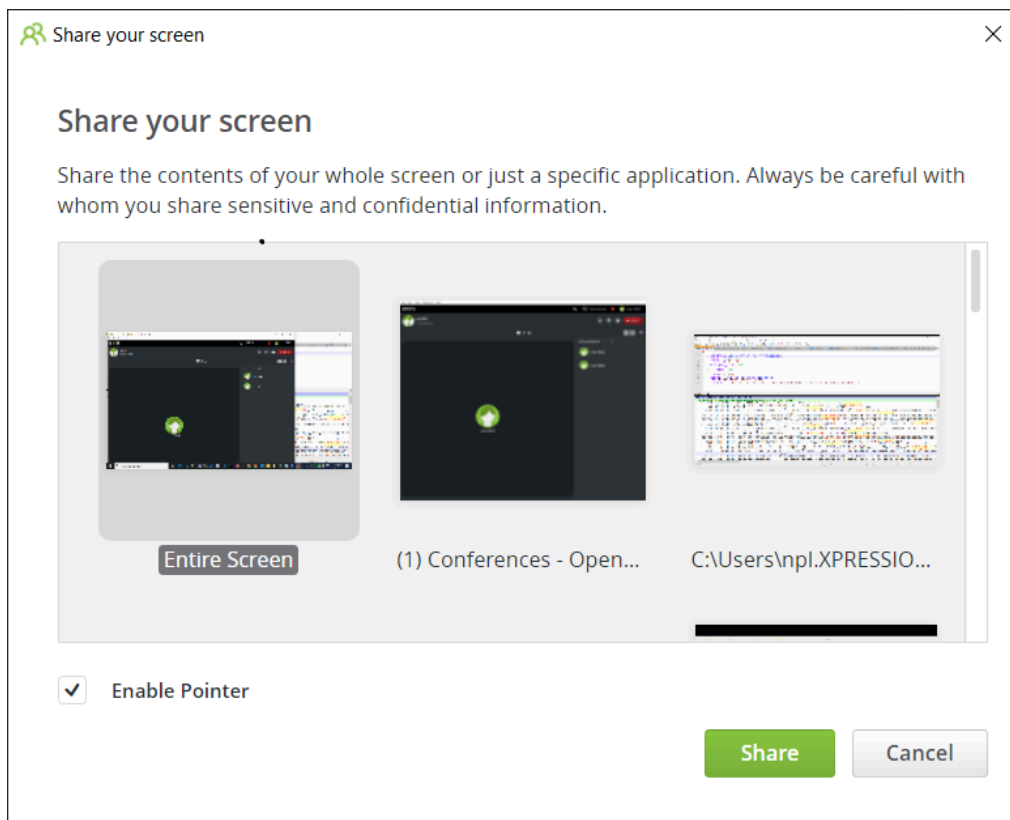 Share your screen
Share your screen
Share the contents of your whole screen or just a specific application. Always be careful with
whom you share sensitive and confidential information.
Entire Screen
(1) Conferences - Open...
C:\Users\npl.XPRESSIO...
Enable Pointer
Share
Cancel